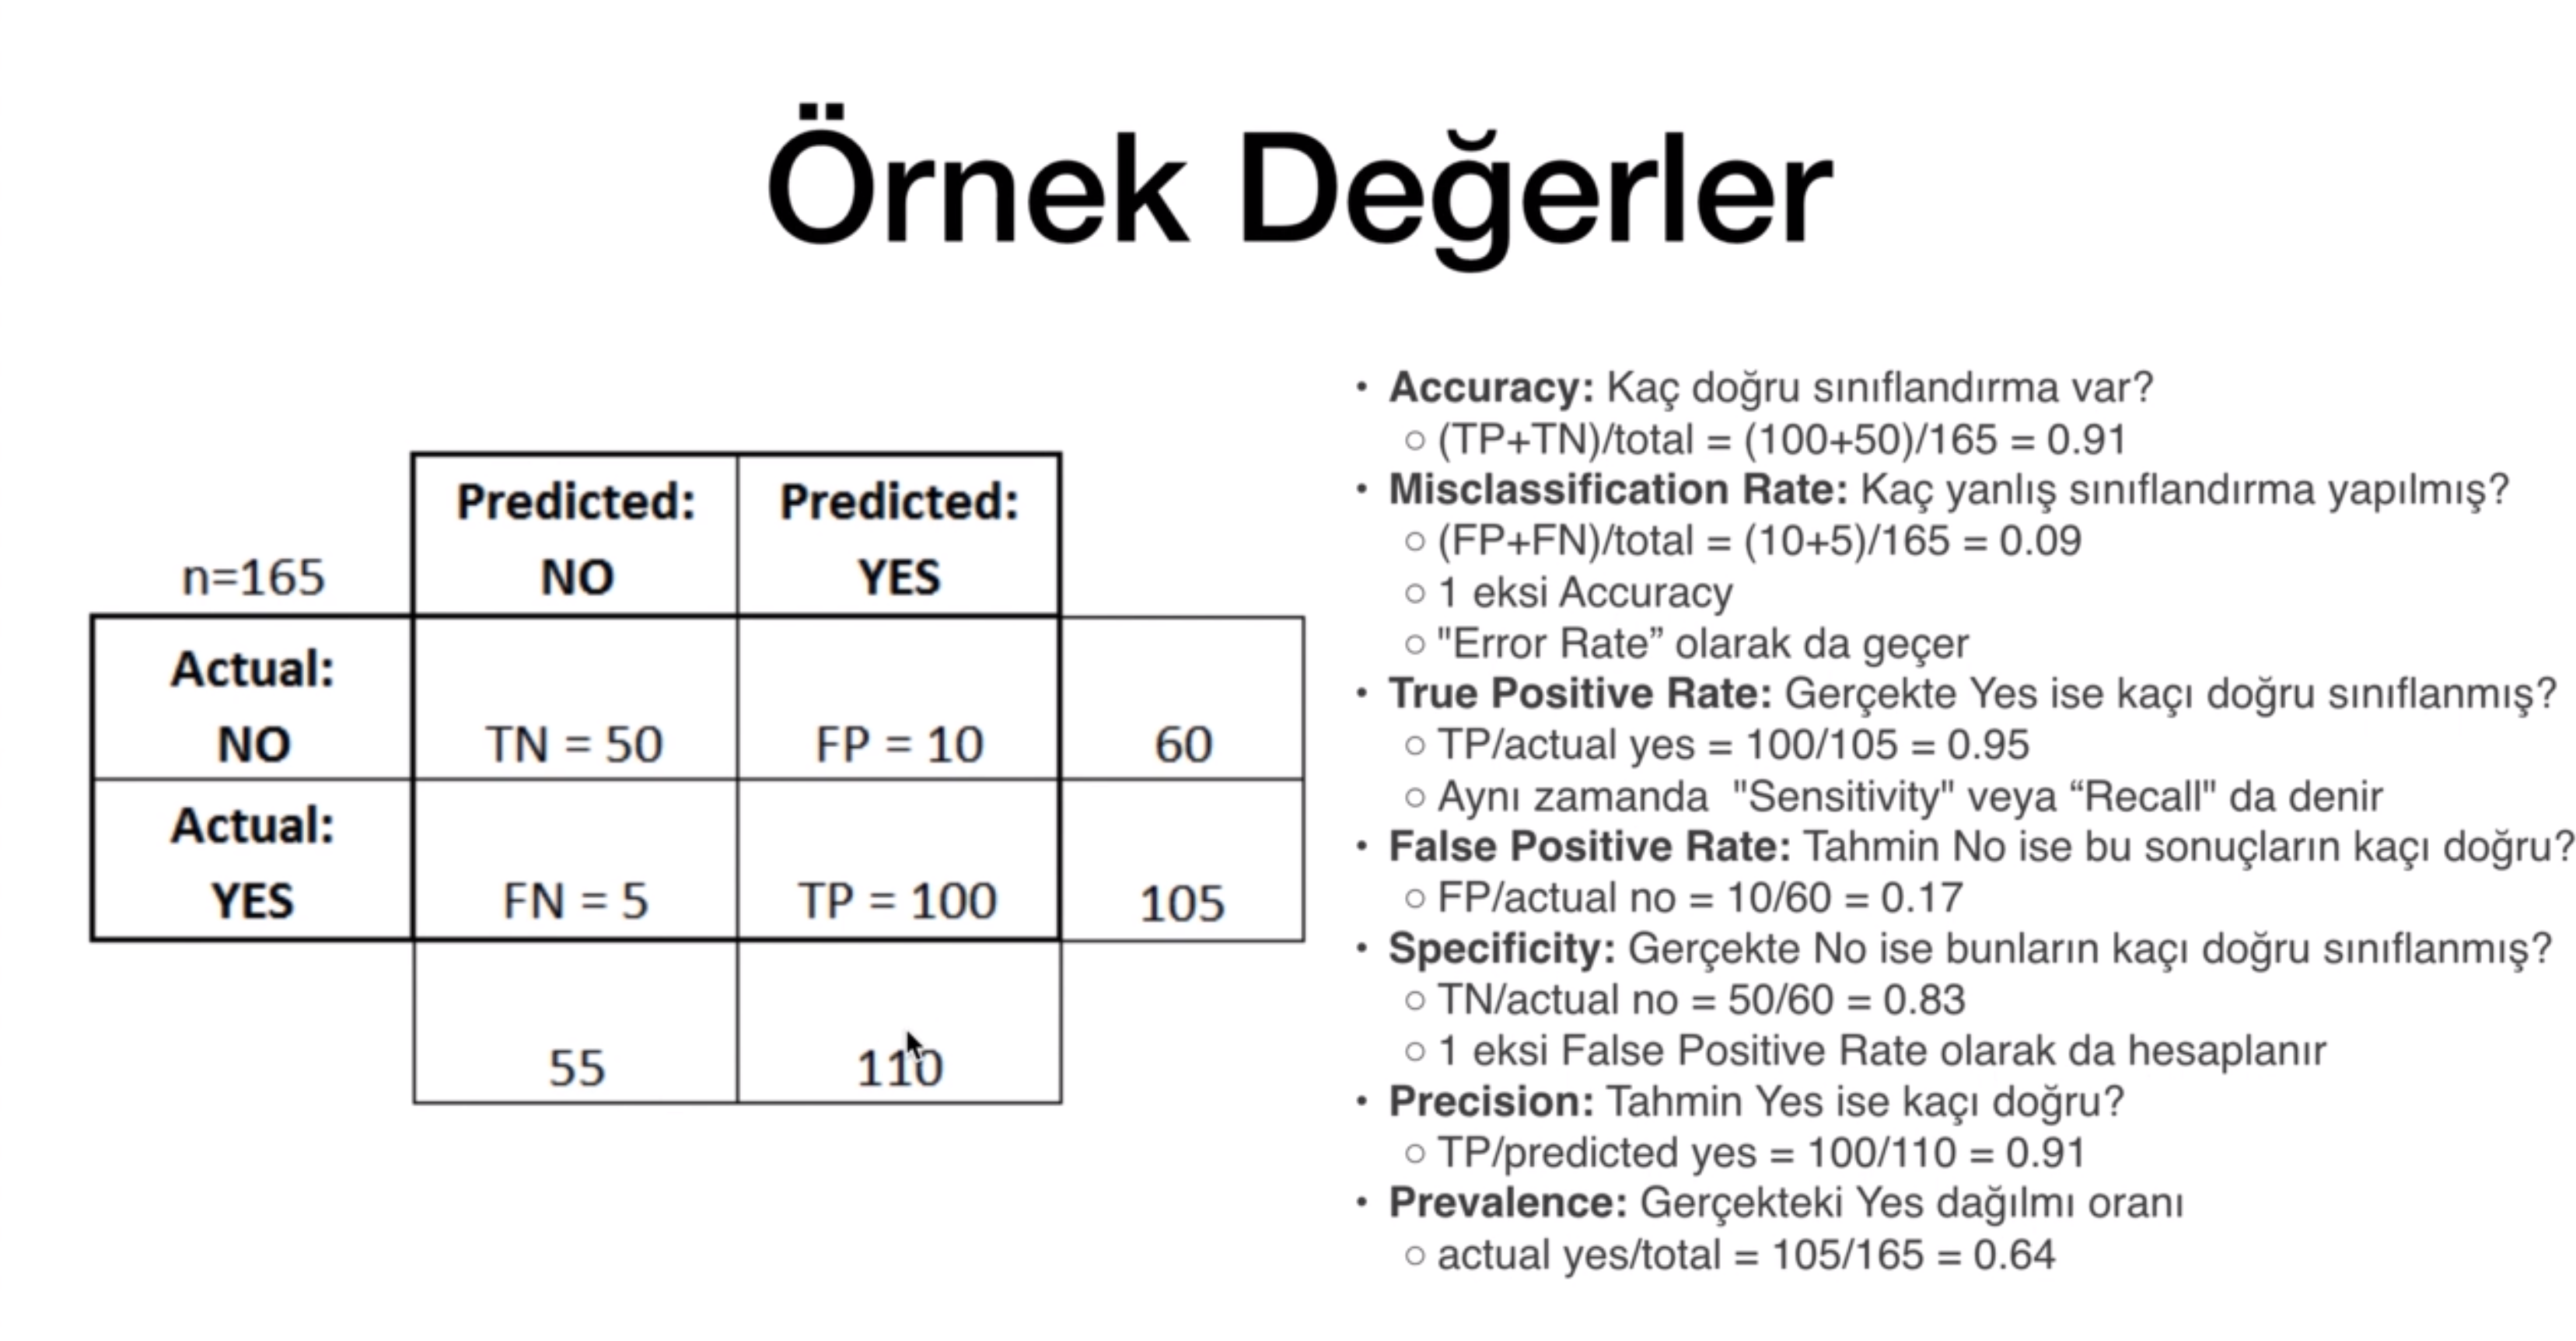 Örnek Değerler
n=165
Predicted:
NO
Predicted:
YES
Actual:
NO
TN = 50
FP = 10
60
Actual:
YES
FN = 5
TP = 100
105
55
110
• Accuracy: Kaç doğru sınıflandırma var?
○ (TP+TN)/total = (100+50)/165 = 0.91
• Misclassification Rate: Kaç yanlış sınıflandırma yapılmış?
○ (FP+FN)/total = (10+5)/165 = 0.09
○ 1 eksi Accuracy
○ "Error Rate” olarak da geçer
• True Positive Rate: Gerçekte Yes ise kaçı doğru sınıflanmış?
○ TP/actual yes = 100/105 = 0.95
○ Aynı zamanda  "Sensitivity" veya “Recall" da denir
• False Positive Rate: Tahmin No ise bu sonuçların kaçı doğru?
○ FP/actual no = 10/60 = 0.17
• Specificity: Gerçekte No ise bunların kaçı doğru sınıflanmış?
○ TN/actual no = 50/60 = 0.83
○ 1 eksi False Positive Rate olarak da hesaplanır
• Precision: Tahmin Yes ise kaçı doğru?
○ TP/predicted yes = 100/110 = 0.91
• Prevalence: Gerçekteki Yes dağılmı oranı
○ actual yes/total = 105/165 = 0.64